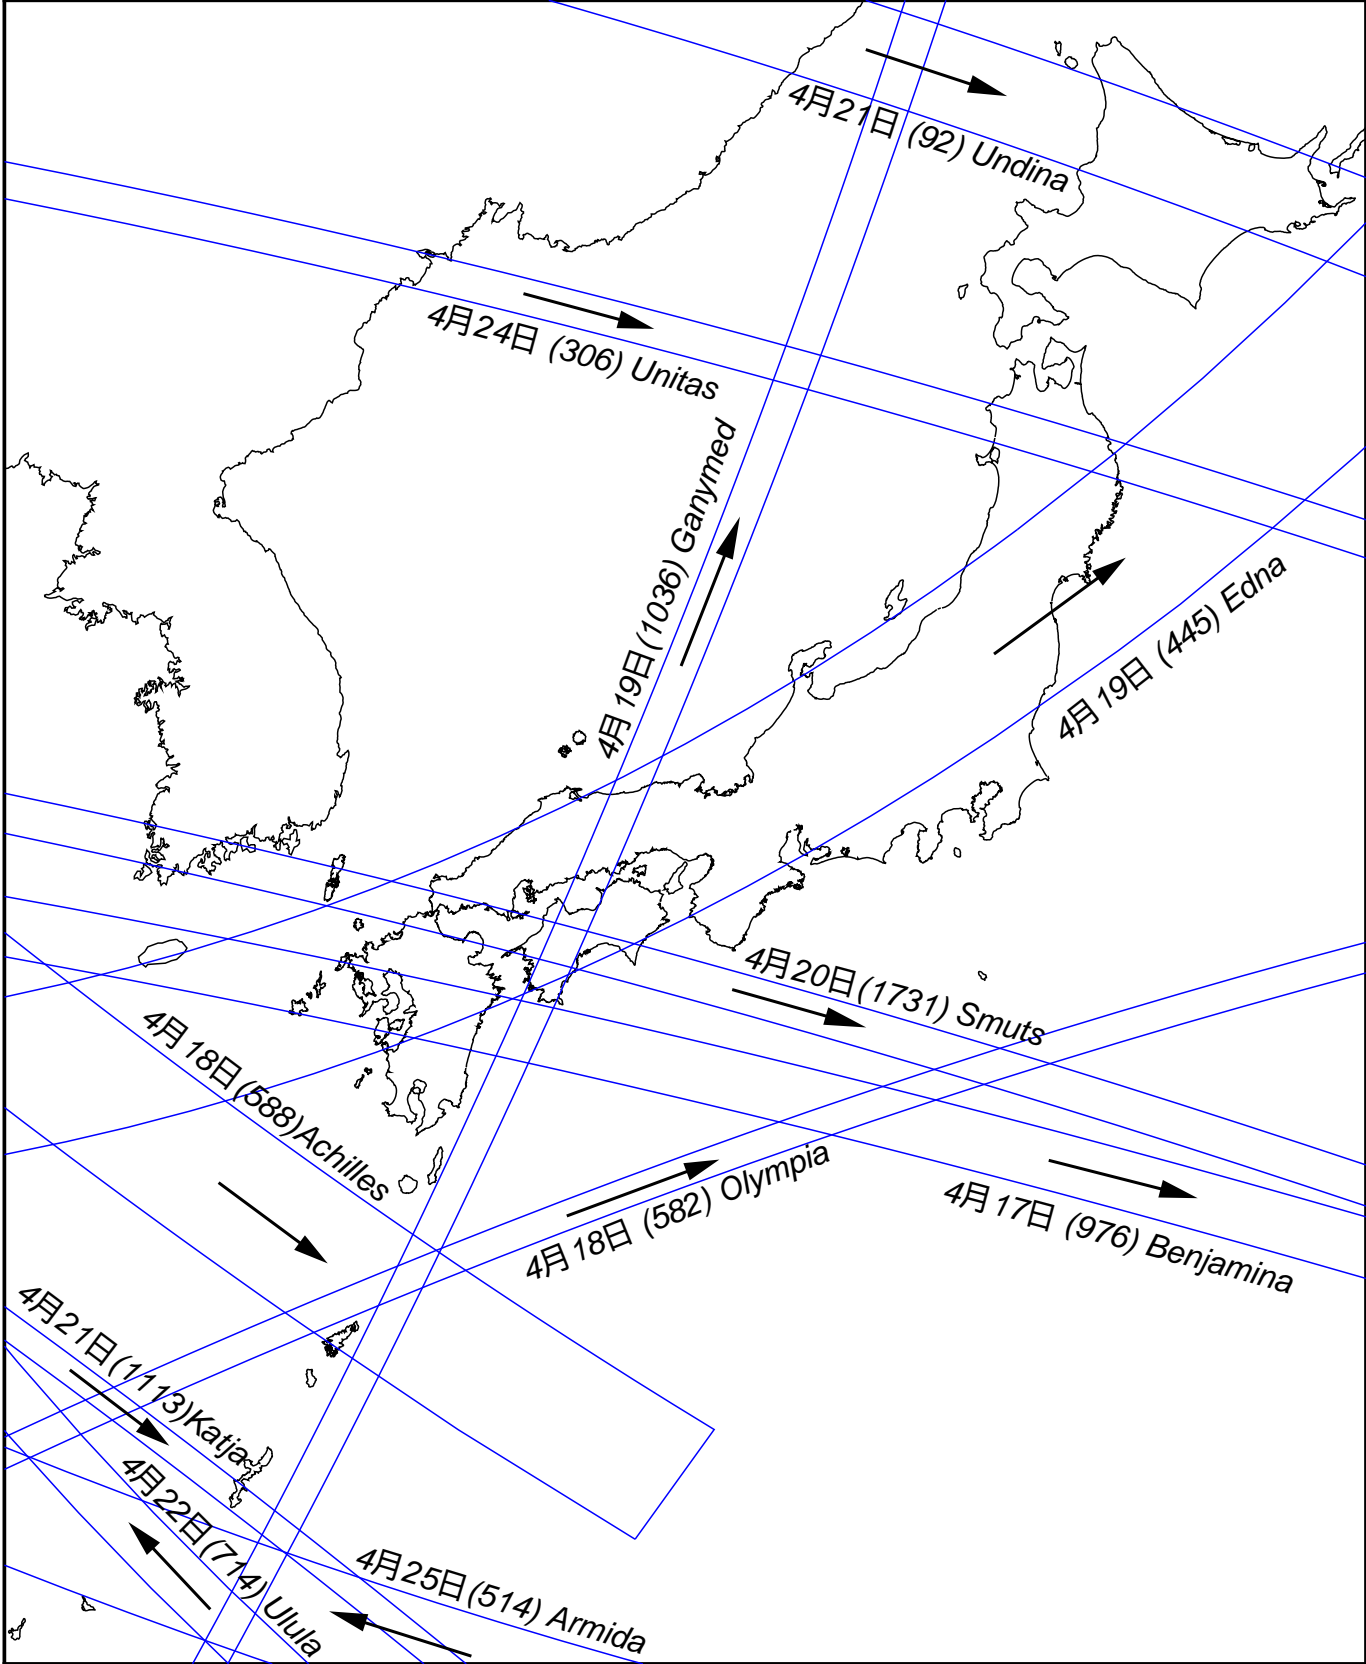 4月21日 (92) Undina
4月24日 (306) Unitas
4月19日(1036) Ganymed
4月19日 (445) Edna
4月20日(1731) Smuts
4月18日(588)Achilles
4月18日 (582) Olympia
4月17日 (976) Benjamina
4月21日(1113)Katja
4月22日(714) Ulula
4月25日(514) Armida